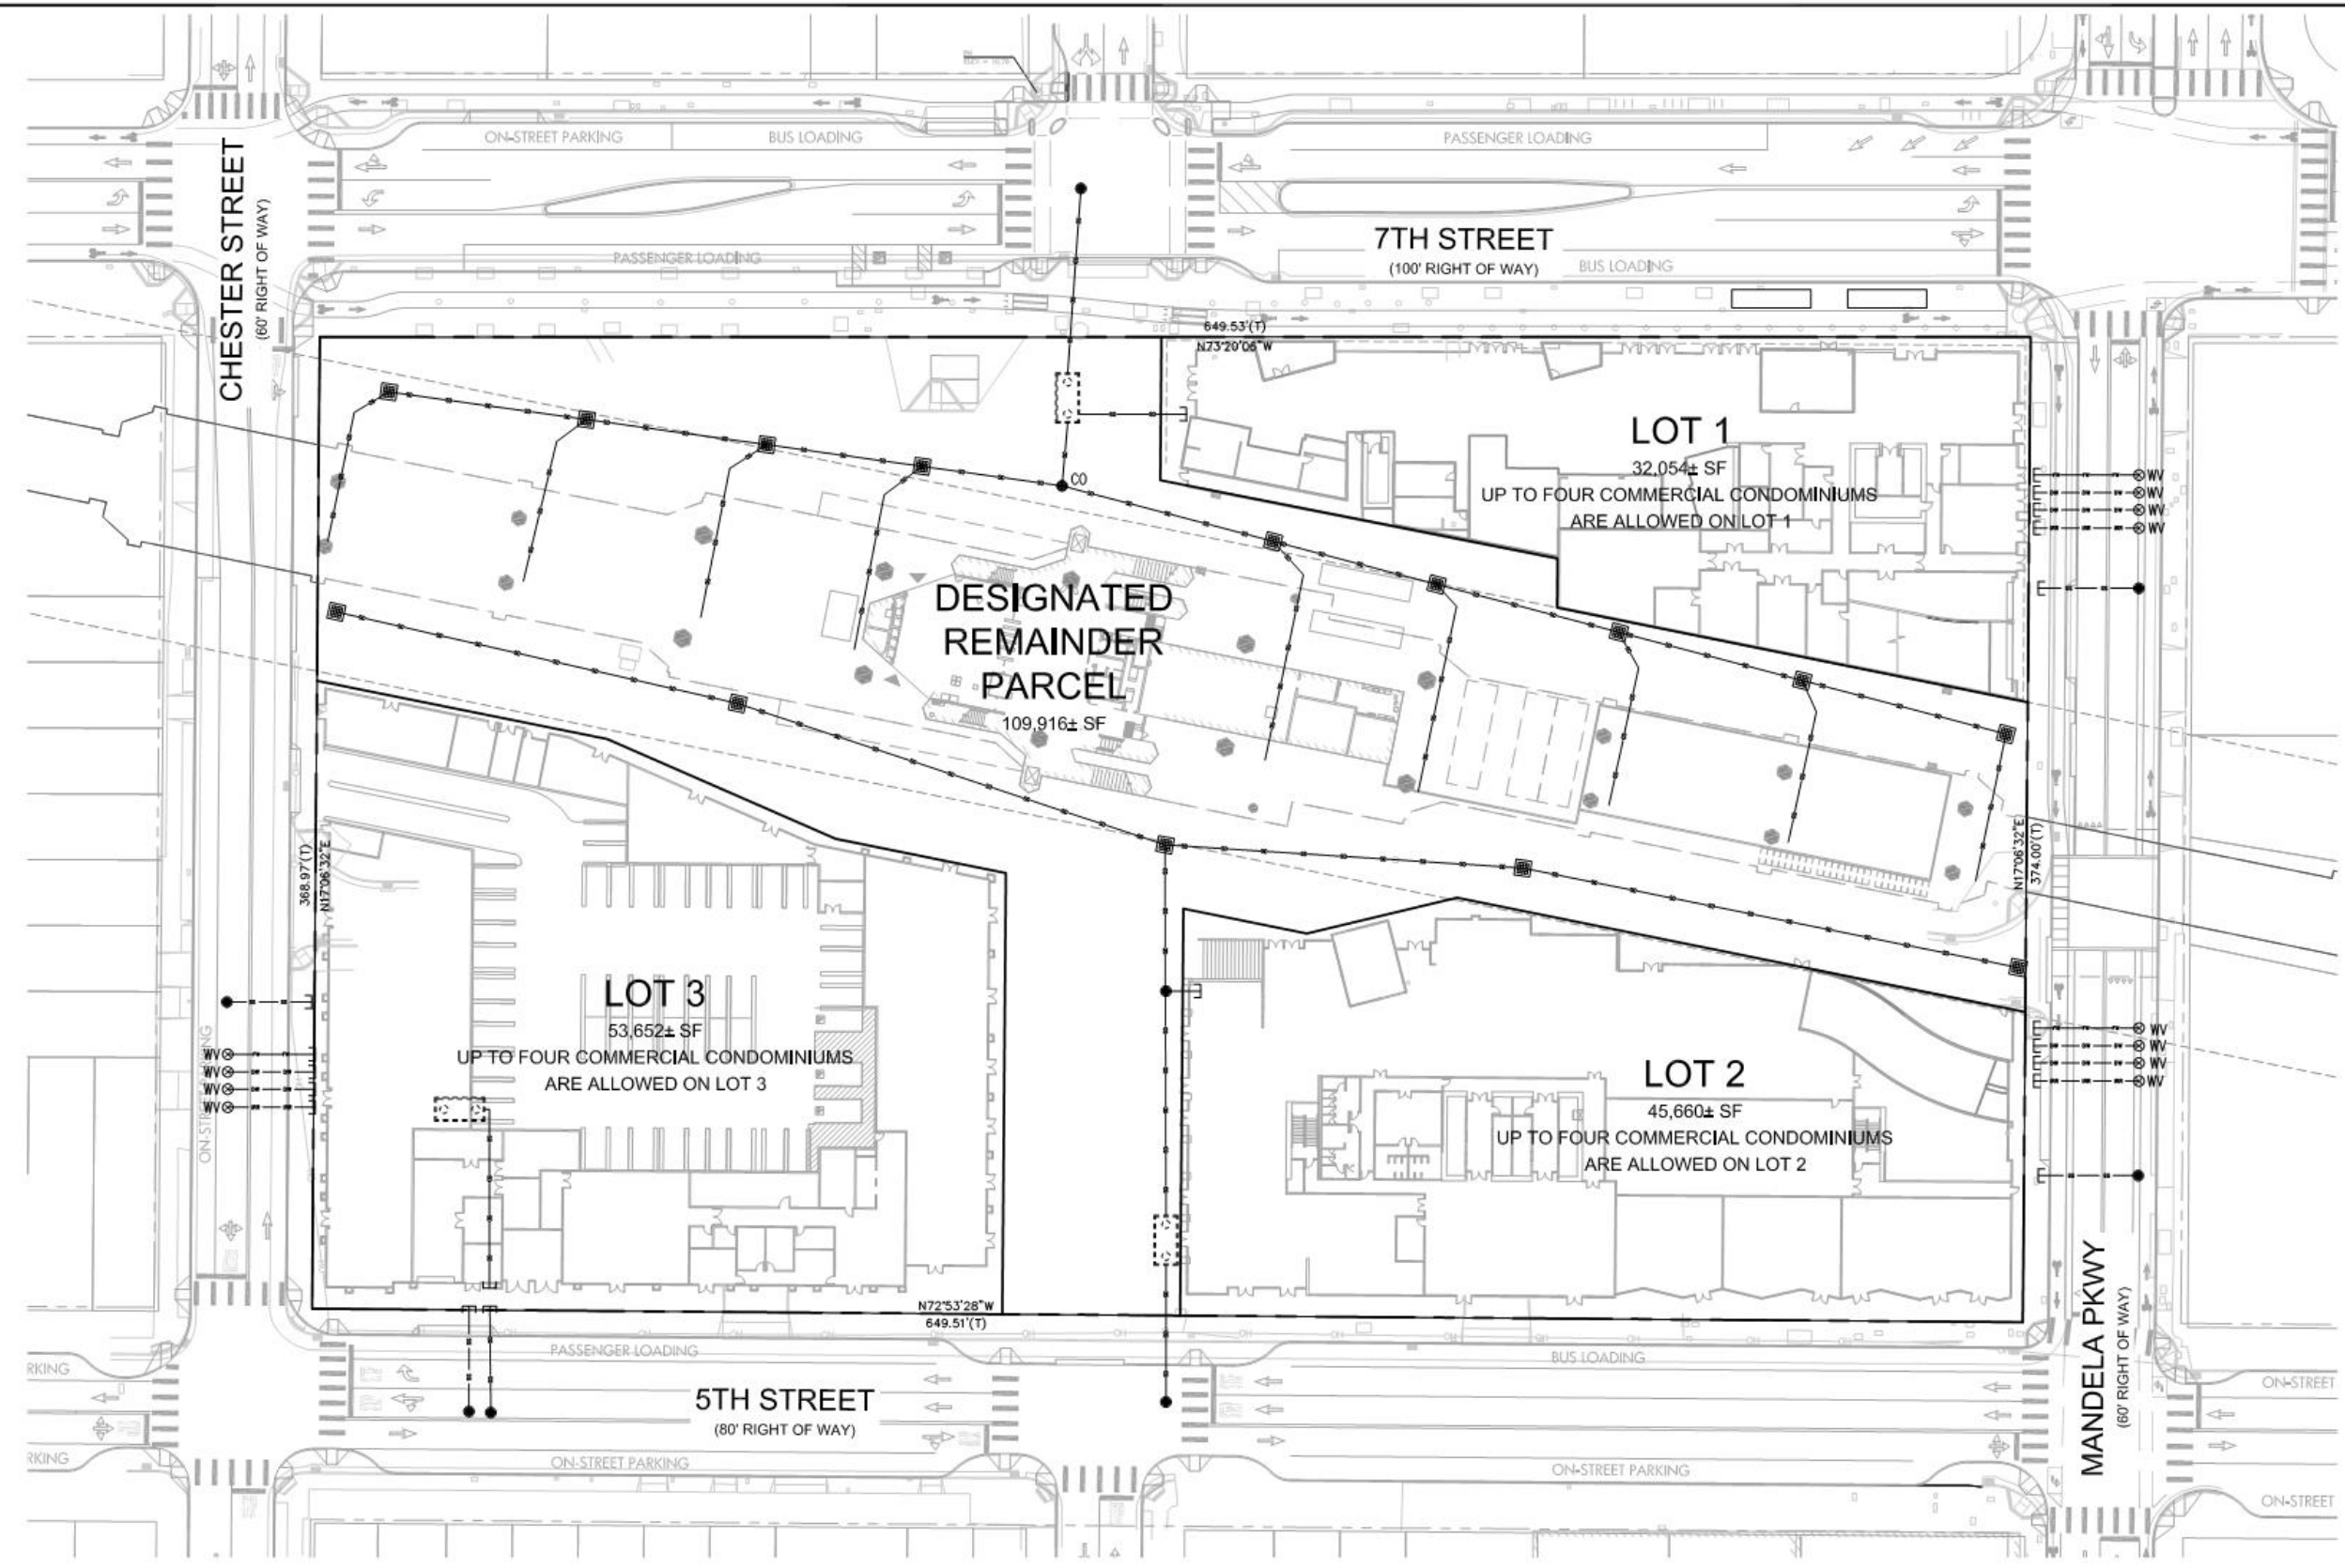 ON-STREET PARKING
BUS LOADING
PASSENGER LOADING
CHESTER STREET
(60' RIGHT OF WAY)
PASSENGER LOADING
7TH STREET
(100' RIGHT OF WAY)
BUS LOADING
649.53'(T)
N73°20'06"W
CO
LOT 1
32,054± SF
UP TO FOUR COMMERCIAL CONDOMINIUMS
ARE ALLOWED ON LOT 1
WV
WV
WV
WV
DESIGNATED
REMAINDER
PARCEL
109,916± SF
368.97'(T)
N17°06'32"E
N17°06'32"E
374.00'(T)
LOT 3
53,652± SF
UP TO FOUR COMMERCIAL CONDOMINIUMS
ARE ALLOWED ON LOT 3
WV
WV
WV
WV
ON-STREET PARKING
LOT 2
45,660± SF
UP TO FOUR COMMERCIAL CONDOMINIUMS
ARE ALLOWED ON LOT 2
WV
WV
WV
WV
N72°53'28"W
649.51'(T)
RKING
PASSENGER LOADING
BUS LOADING
ON-STREET
5TH STREET
(80' RIGHT OF WAY)
MANDELA PKWY
(60' RIGHT OF WAY)
RKING
ON-STREET PARKING
ON-STREET PARKING
ON-STREET